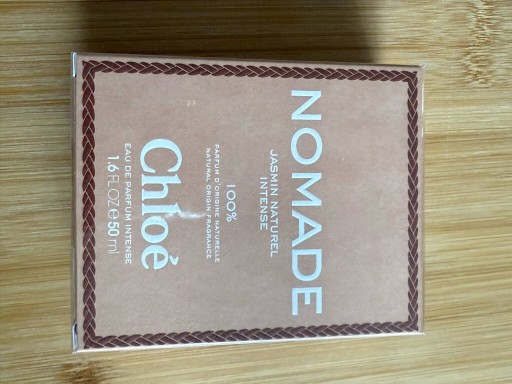 NOMADE
JASMIN NATUREL
INTENSE
100%
PARFUM D'ORIGINE NATURELLE
NATURAL ORIGIN FRAGRANCE
Chloé
EAU DE PARFUM INTENSE
1.6 FL.OZ ℮ 50 ml